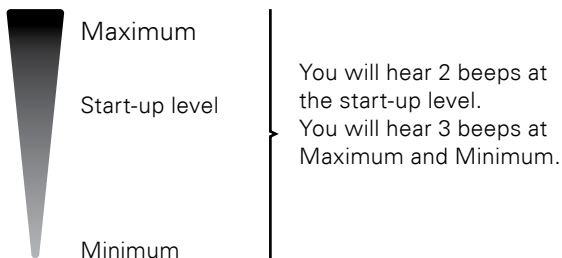 Maximum
Start-up level
Minimum
You will hear 2 beeps at
the start-up level.
You will hear 3 beeps at
Maximum and Minimum.